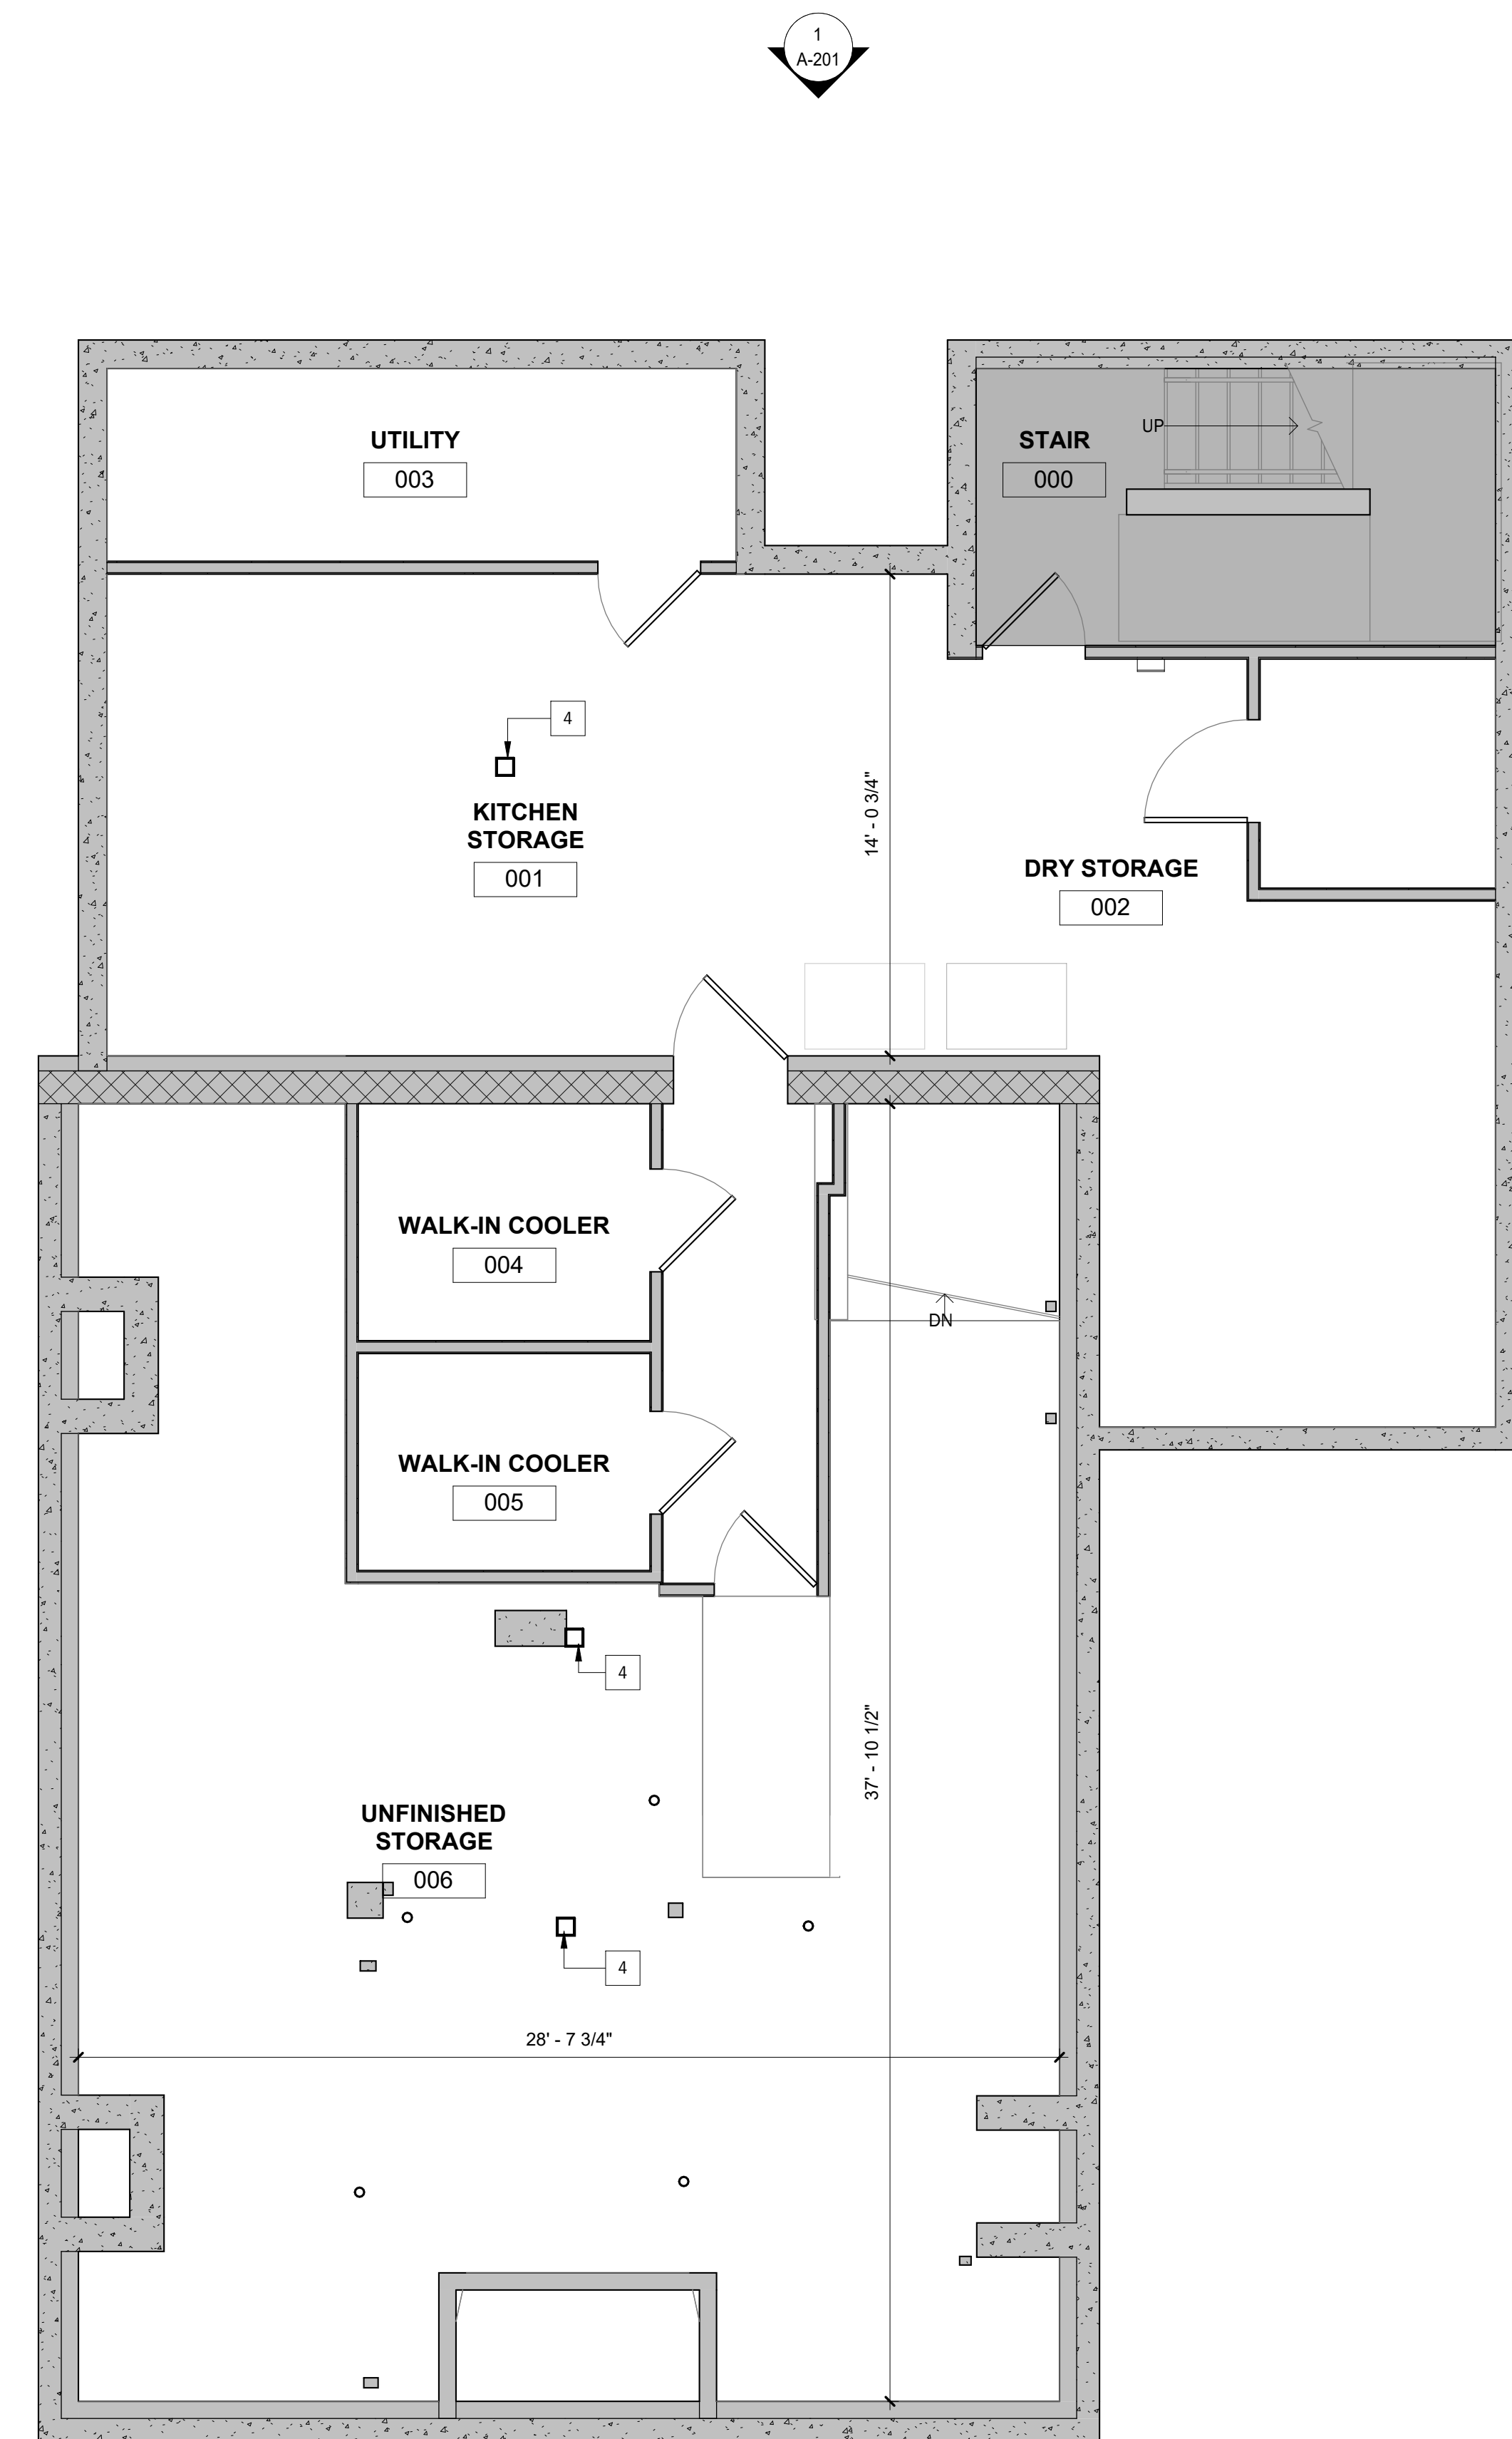 1
A-201
UTILITY
003
STAIR
000
UP
4
KITCHEN
STORAGE
001
14' - 0 3/4"
DRY STORAGE
002
WALK-IN COOLER
004
DN
WALK-IN COOLER
005
4
37' - 10 1/2"
UNFINISHED
STORAGE
006
4
28' - 7 3/4"